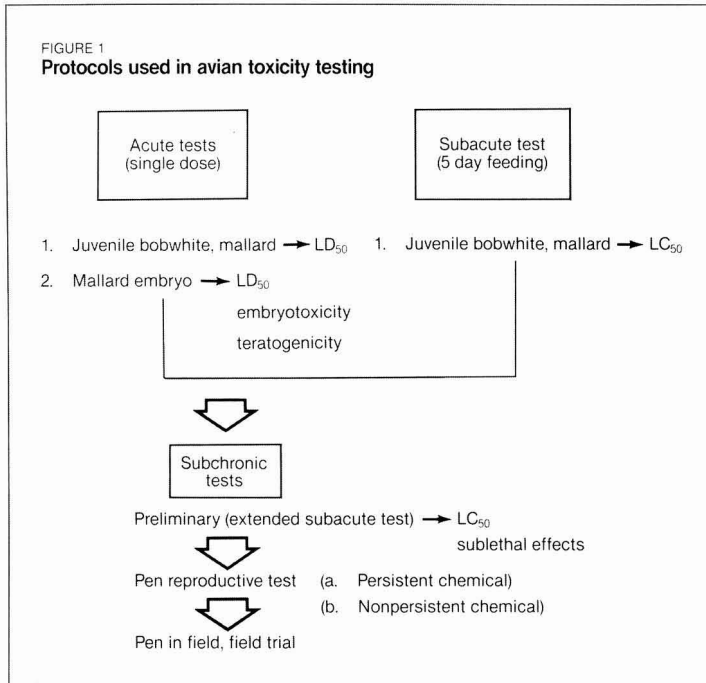 FIGURE 1
Protocols used in avian toxicity testing
Acute tests
(single dose)
Subacute test
(5 day feeding)
1. Juvenile bobwhite, mallard → LD₅₀
2. Mallard embryo → LD₅₀
embryotoxicity
teratogenicity
1. Juvenile bobwhite, mallard → LC₅₀
Subchronic
tests
Preliminary (extended subacute test) → LC₅₀
sublethal effects
Pen reproductive test (a. Persistent chemical)
(b. Nonpersistent chemical)
Pen in field, field trial